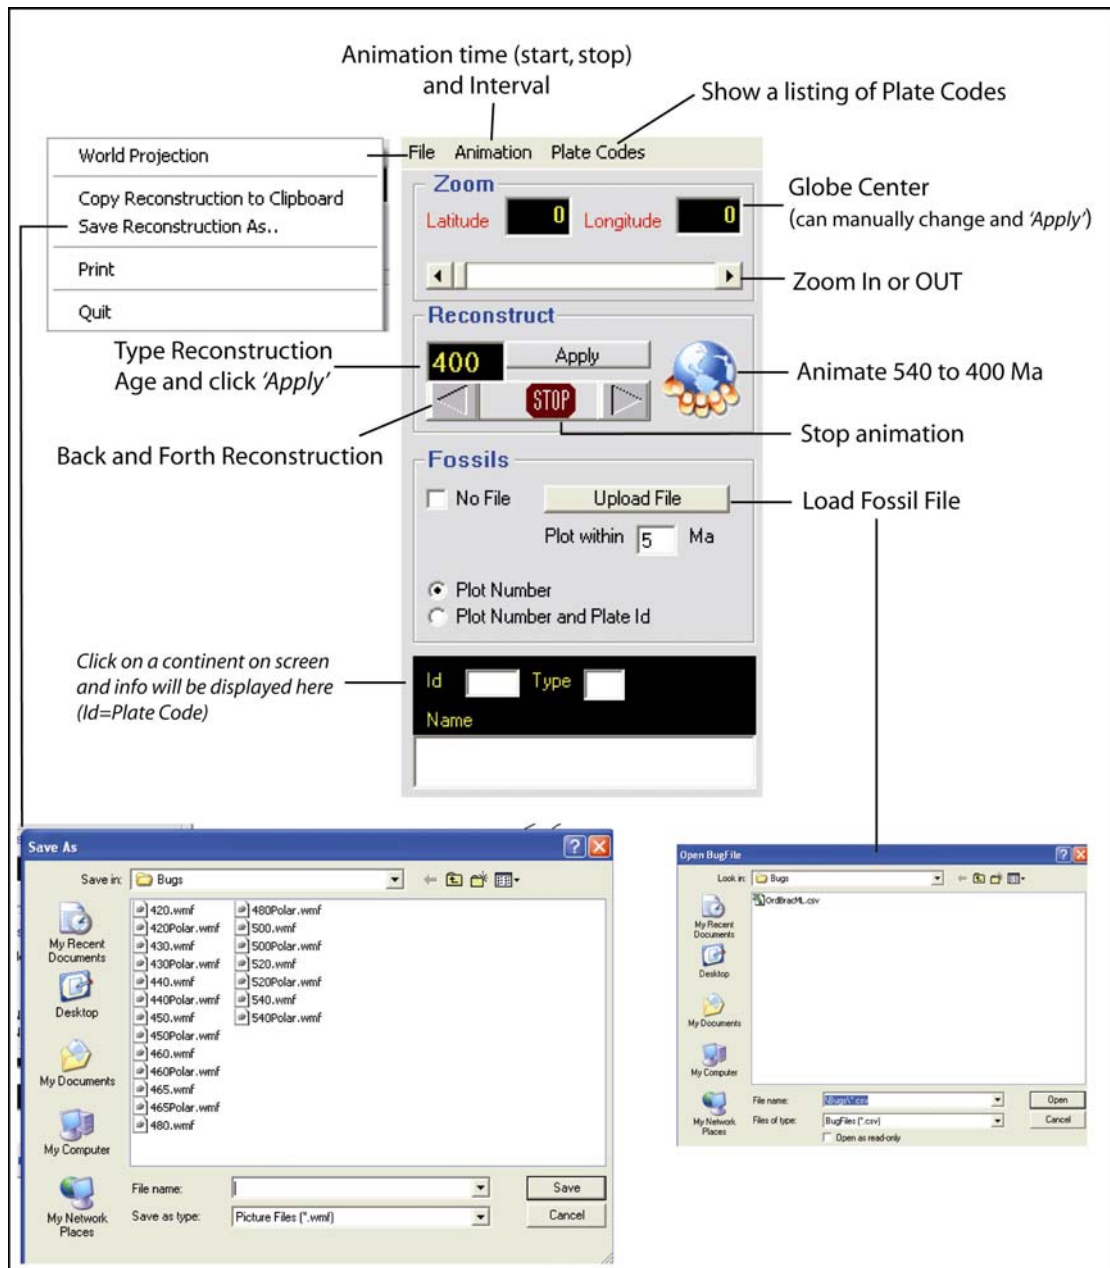 Animation time (start, stop)
and Interval
Show a listing of Plate Codes
World Projection
Copy Reconstruction to Clipboard
Save Reconstruction As..
Print
Quit
File Animation Plate Codes
Zoom
Latitude 0 Longitude 0
Globe Center
(can manually change and 'Apply')
Zoom In or OUT
Reconstruct
Type Reconstruction
Age and click 'Apply'
400 Apply
Animate 540 to 400 Ma
STOP
Stop animation
Back and Forth Reconstruction
Fossils
No File Upload File
Load Fossil File
Plot within 5 Ma
Plot Number
Plot Number and Plate Id
Click on a continent on screen
and info will be displayed here
(Id=Plate Code)
Id Type
Name
Save As
Save in: Bugs
My Recent
Documents
Desktop
My Documents
My Computer
My Network
Places
420.wmf
420Polar.wmf
430.wmf
430Polar.wmf
440.wmf
440Polar.wmf
450.wmf
450Polar.wmf
460.wmf
460Polar.wmf
465.wmf
465Polar.wmf
480.wmf
480Polar.wmf
500.wmf
500Polar.wmf
520.wmf
520Polar.wmf
540.wmf
540Polar.wmf
File name: Save
Save as type: Picture Files (*.wmf) Cancel
Open BugFile
Look in: Bugs
OrdBracML.csv
My Recent
Documents
Desktop
My Documents
My Computer
My Network
Places
File name: \Bugs\*.csv Open
Files of type: BugFiles (*.csv) Cancel
Open as read-only